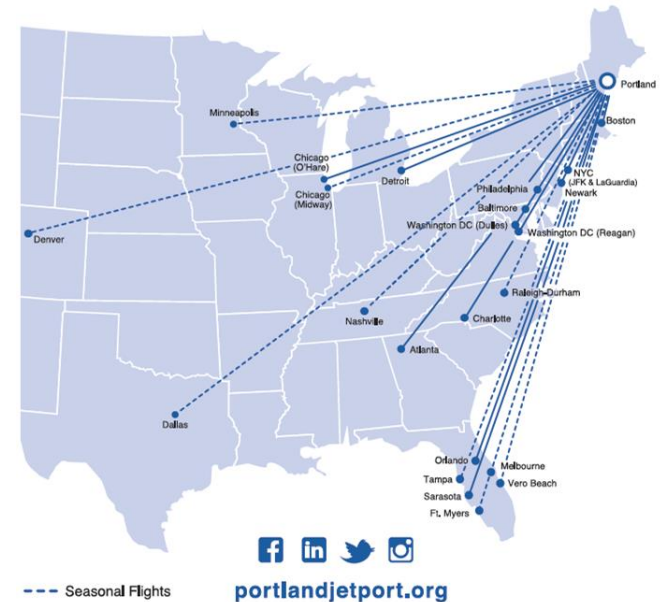 Portland
Boston
Minneapolis
Chicago
(O'Hare)
Chicago
(Midway)
Detroit
NYC
(JFK & LaGuardia)
Newark
Philadelphia
Baltimore
Washington DC (Dulles)
Washington DC (Reagan)
Denver
Raleigh-Durham
Nashville
Charlotte
Atlanta
Dallas
Orlando
Melbourne
Tampa
Vero Beach
Sarasota
Ft. Myers
Seasonal Flights
portlandjetport.org